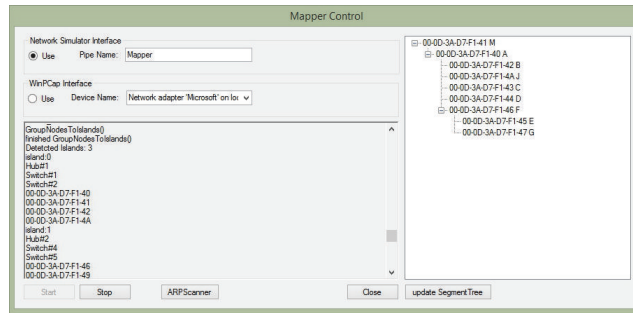 Mapper Control
Network Simulator Interface
Use Pipe Name: Mapper
WinPCap Interface
Use Device Name: Network adapter 'Microsoft' on loc
GroupNodesToIslands()
finished GroupNodesToIslands()
Detetcted Islands: 3
island:0
Hub#1
Switch#1
Switch#2
00-0D-3A-D7-F1-40
00-0D-3A-D7-F1-41
00-0D-3A-D7-F1-42
00-0D-3A-D7-F1-4A
island:1
Hub#2
Switch#4
Switch#5
00-0D-3A-D7-F1-46
00-0D-3A-D7-F1-49
Start Stop ARPScanner Close
00-0D-3A-D7-F1-41 M
00-0D-3A-D7-F1-40 A
00-0D-3A-D7-F1-42 B
00-0D-3A-D7-F1-4A J
00-0D-3A-D7-F1-43 C
00-0D-3A-D7-F1-44 D
00-0D-3A-D7-F1-46 F
00-0D-3A-D7-F1-45 E
00-0D-3A-D7-F1-47 G
update SegmentTree